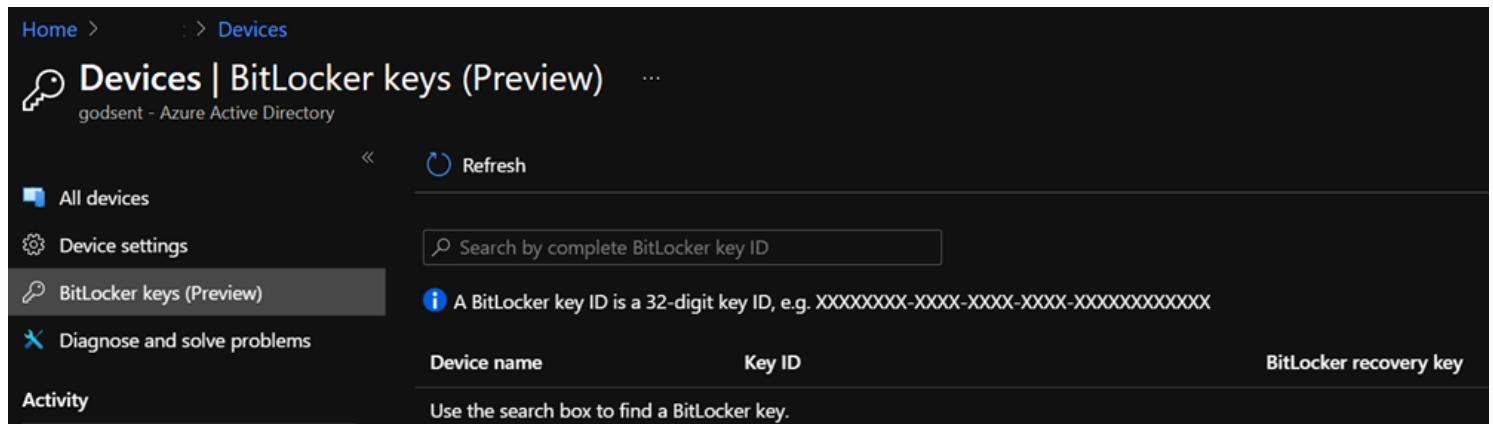 Home > : > Devices
Devices | BitLocker keys (Preview) ...
godsent - Azure Active Directory
«
Refresh
All devices
Device settings
BitLocker keys (Preview)
Diagnose and solve problems
Activity
Search by complete BitLocker key ID
A BitLocker key ID is a 32-digit key ID, e.g. XXXXXXXX-XXXX-XXXX-XXXX-XXXXXXXXXXXX
Device name Key ID BitLocker recovery key
Use the search box to find a BitLocker key.